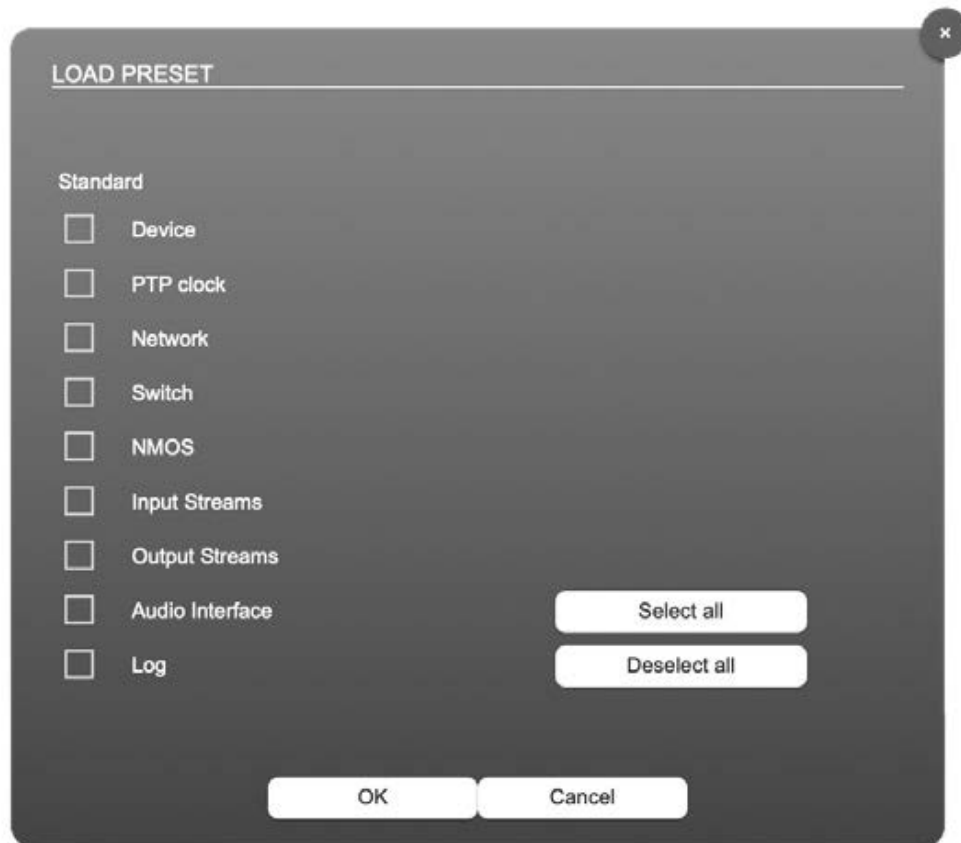 ×
LOAD PRESET
Standard
Device
PTP clock
Network
Switch
NMOS
Input Streams
Output Streams
Audio Interface
Select all
Log
Deselect all
OK
Cancel